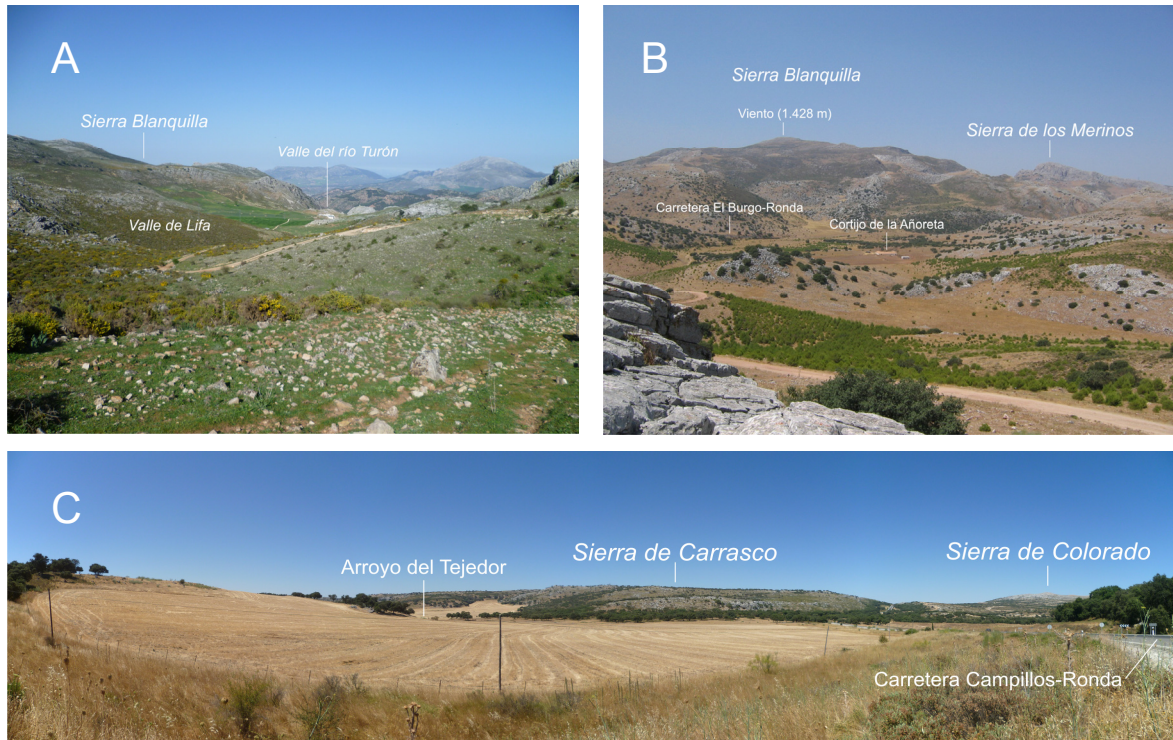 A
Sierra Blanquilla
Valle del río Turón
Valle de Lifa
B
Sierra Blanquilla
Viento (1.428 m)
Sierra de los Merinos
Carretera El Burgo-Ronda
Cortijo de la Añoreta
C
Arroyo del Tejedor
Sierra de Carrasco
Sierra de Colorado
Carretera Campillos-Ronda